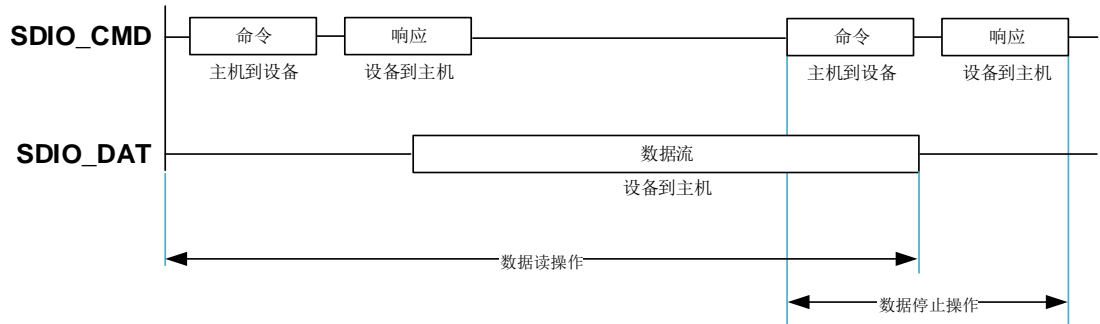 SDIO_CMD
命令
响应
命令
响应
主机到设备
设备到主机
主机到设备
设备到主机
SDIO_DAT
数据流
设备到主机
数据读操作
数据停止操作